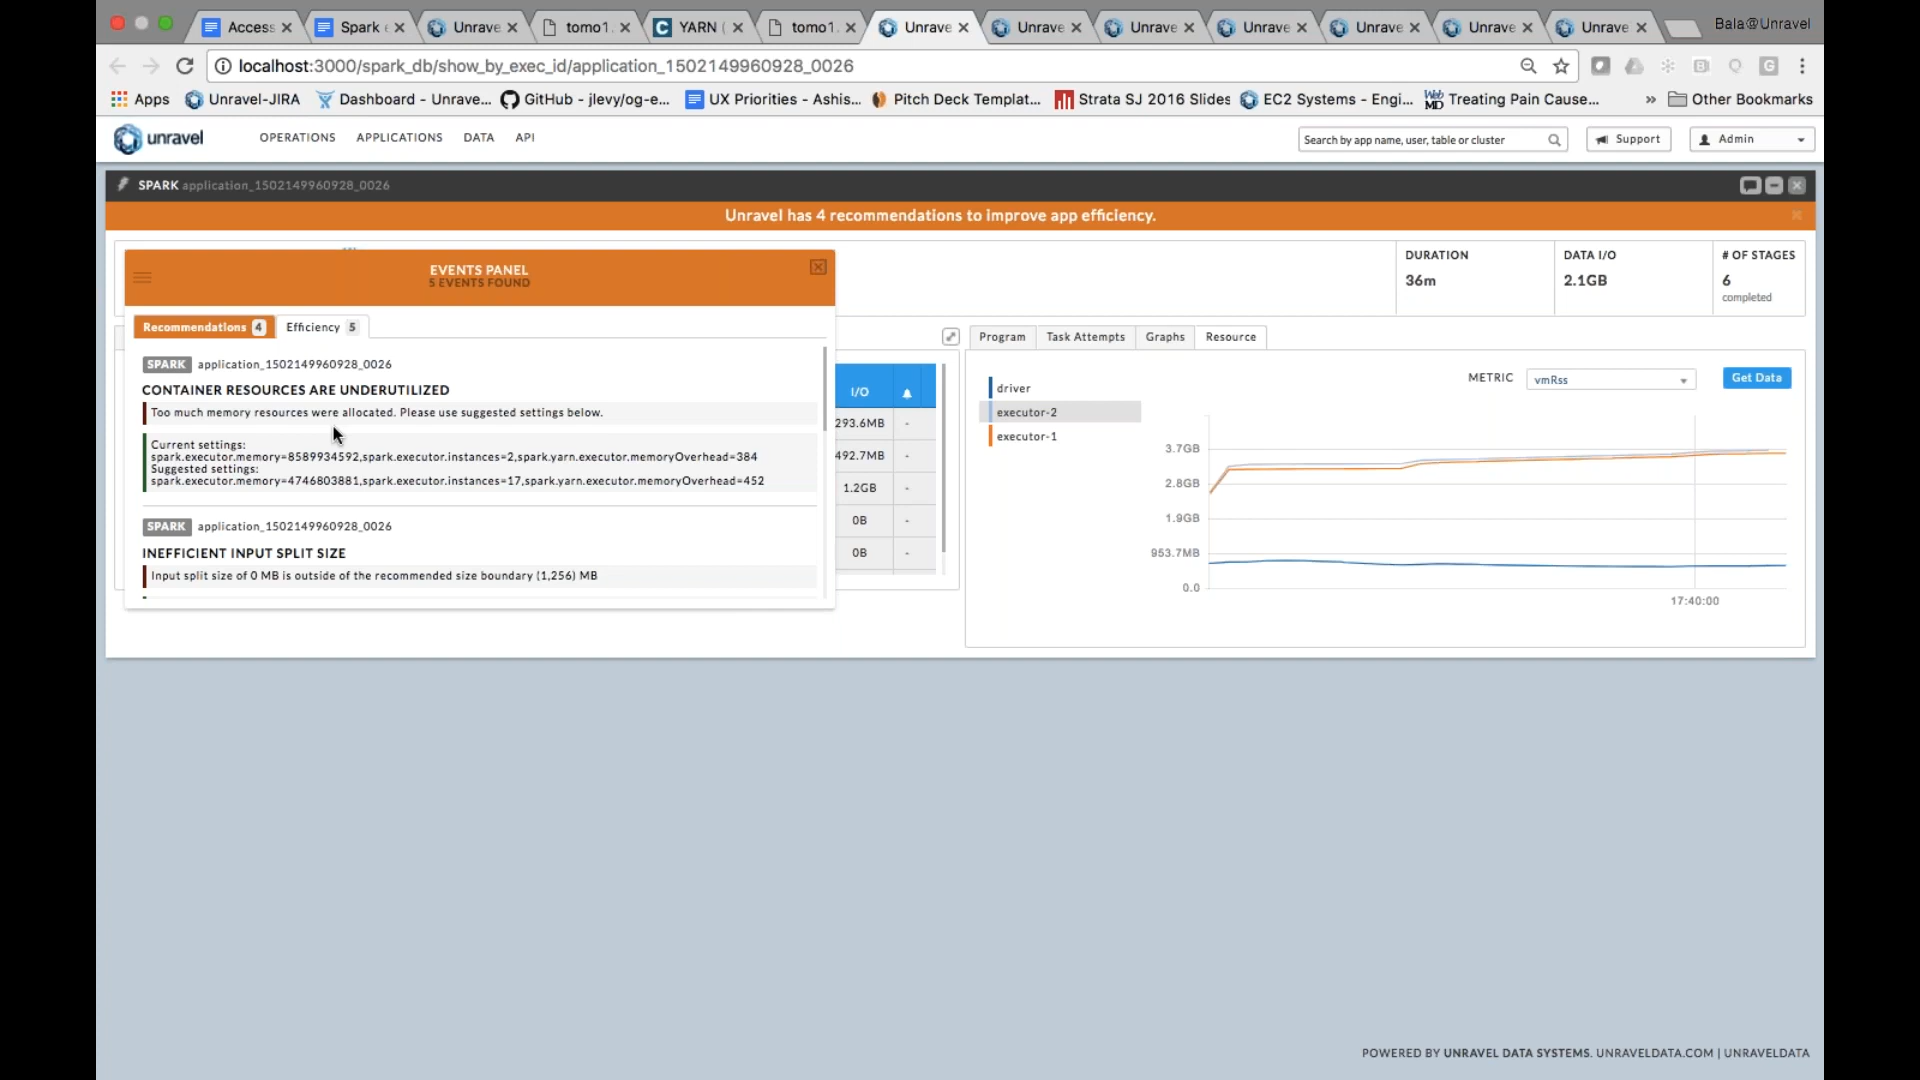 Access
Spark
Unrave
tomo1
YARN (
tomo1.
Unrave
Unrave
Unrave
Unrave
Unrave
Unrave
Unrave
Bala@Unravel
localhost:3000/spark_db/show_by_exec_id/application_1502149960928_0026
Apps
Unravel-JIRA
Dashboard - Unrave...
GitHub - jlevy/og-e...
UX Priorities - Ashis...
Pitch Deck Templat...
Strata SJ 2016 Slides
EC2 Systems - Engi...
Web MD Treating Pain Cause...
» Other Bookmarks
unravel
OPERATIONS
APPLICATIONS
DATA
API
Search by app name, user, table or cluster
Support
Admin
SPARK application_1502149960928_0026
Unravel has 4 recommendations to improve app efficiency.
EVENTS PANEL
5 EVENTS FOUND
Recommendations 4
Efficiency 5
SPARK application_1502149960928_0026
CONTAINER RESOURCES ARE UNDERUTILIZED
Too much memory resources were allocated. Please use suggested settings below.
Current settings:
spark.executor.memory=8589934592,spark.executor.instances=2,spark.yarn.executor.memoryOverhead=384
Suggested settings:
spark.executor.memory=4746803881,spark.executor.instances=17,spark.yarn.executor.memoryOverhead=452
SPARK application_1502149960928_0026
INEFFICIENT INPUT SPLIT SIZE
Input split size of 0 MB is outside of the recommended size boundary (1,256) MB
I/O
293.6MB -
492.7MB -
1.2GB -
0B -
0B -
DURATION
36m
DATA I/O
2.1GB
# OF STAGES
6
completed
Program
Task Attempts
Graphs
Resource
driver
executor-2
executor-1
METRIC
vmRss
Get Data
3.7GB
2.8GB
1.9GB
953.7MB
0.0
17:40:00
POWERED BY UNRAVEL DATA SYSTEMS. UNRAVELDATA.COM | UNRAVELDATA